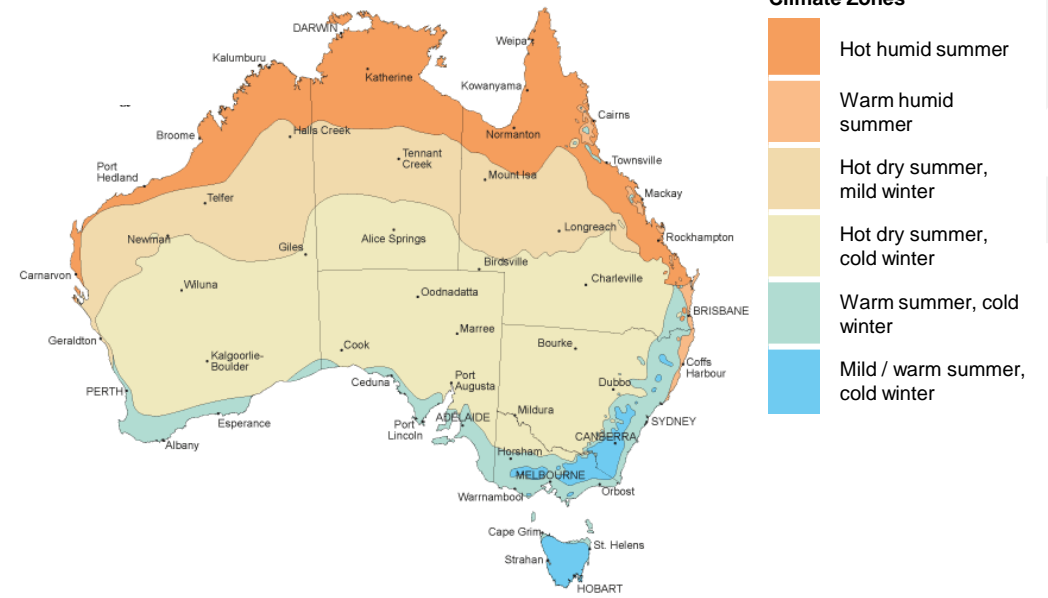 Climate Zones
Hot humid summer
Warm humid
summer
Hot dry summer,
mild winter
Hot dry summer,
cold winter
Warm summer, cold
winter
Mild / warm summer,
cold winter
DARWIN
Weipa
Kalumburu
Katherine
Kowanyama
Cairns
Broome
Halls Creek
Normanton
Tennant
Creek
Townsville
Port
Hedland
Mount Isa
Telfer
Mackay
Newman
Longreach
Rockhampton
Giles
Alice Springs
Carnarvon
Birdsville
Wiluna
Charleville
Oodnadatta
BRISBANE
Geraldton
Marree
Cook
Bourke
Kalgoorlie-
Boulder
Coffs
Harbour
PERTH
Ceduna
Port
Augusta
Dubbo
Esperance
Port
Lincoln
ADELAIDE
Mildura
SYDNEY
Albany
CANBERRA
Horsham
MELBOURNE
Warrnambool
Orbost
Cape Grim
St. Helens
Strahan
HOBART